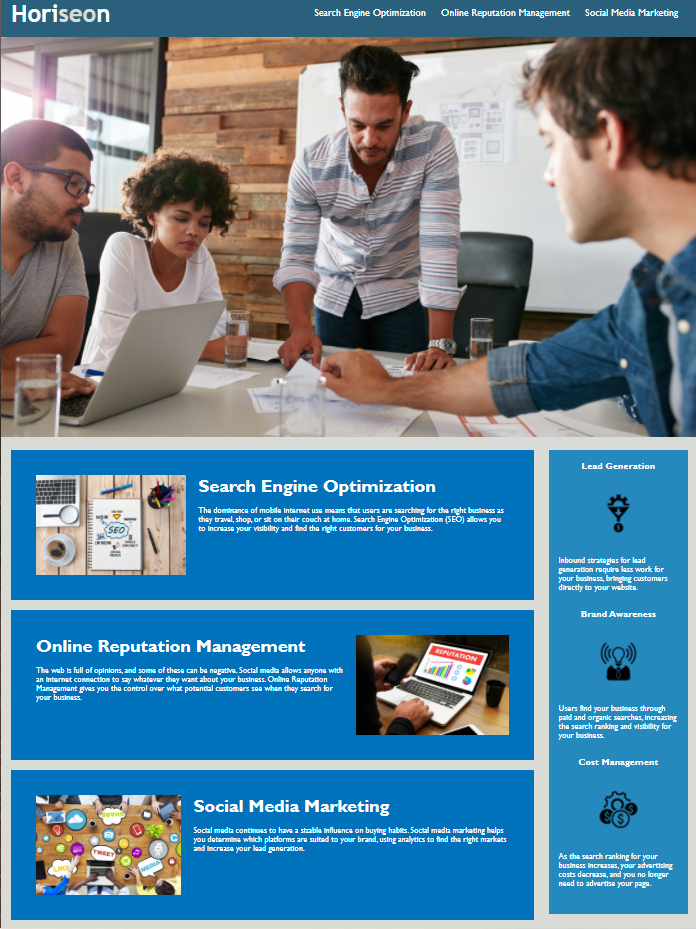 Horiseon
Search Engine Optimization Online Reputation Management Social Media Marketing
Search Engine Optimization
The dominance of mobile internet use means that users are searching for the right business as
they travel, shop, or sit on their couch at home. Search Engine Optimization (SEO) allows you
to increase your visibility and find the right customers for your business.
SEO
Online Reputation Management
The web is full of opinions, and some of these can be negative. Social media allows anyone with
an internet connection to say whatever they want about your business. Online Reputation
Management gives you the control over what potential customers see when they search for
your business.
REPUTATION
Social Media Marketing
Social media continues to have a sizable influence on buying habits. Social media marketing helps
you determine which platforms are suited to your brand, using analytics to find the right markets
and increase your lead generation.
LIKE
TWEET
MEDIA
Lead Generation
Inbound strategies for lead
generation require less work for
your business, bringing customers
directly to your website.
Brand Awareness
Users find your business through
paid and organic searches, increasing
the search ranking and visibility for
your business.
Cost Management
As the search ranking for your
business increases, your advertising
costs decrease, and you no longer
need to advertise your page.